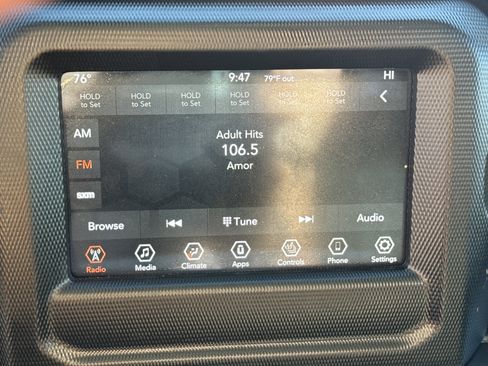 76° 9:47 79°F out HI
HOLD HOLD HOLD HOLD HOLD HOLD
to Set to Set to Set to Set to Set to Set
AM
Adult Hits
106.5
FM
Amor
sxm
Browse Tune Audio
Radio Media Climate Apps Controls Phone Settings